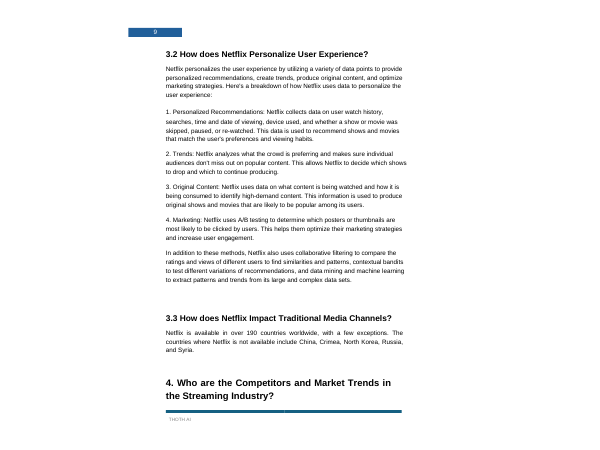 9
3.2 How does Netflix Personalize User Experience?
Netflix personalizes the user experience by utilizing a variety of data points to provide
personalized recommendations, create trends, produce original content, and optimize
marketing strategies. Here's a breakdown of how Netflix uses data to personalize the
user experience:
1. Personalized Recommendations: Netflix collects data on user watch history,
searches, time and date of viewing, device used, and whether a show or movie was
skipped, paused, or re-watched. This data is used to recommend shows and movies
that match the user's preferences and viewing habits.
2. Trends: Netflix analyzes what the crowd is preferring and makes sure individual
audiences don't miss out on popular content. This allows Netflix to decide which shows
to drop and which to continue producing.
3. Original Content: Netflix uses data on what content is being watched and how it is
being consumed to identify high-demand content. This information is used to produce
original shows and movies that are likely to be popular among its users.
4. Marketing: Netflix uses A/B testing to determine which posters or thumbnails are
most likely to be clicked by users. This helps them optimize their marketing strategies
and increase user engagement.
In addition to these methods, Netflix also uses collaborative filtering to compare the
ratings and views of different users to find similarities and patterns, contextual bandits
to test different variations of recommendations, and data mining and machine learning
to extract patterns and trends from its large and complex data sets.
3.3 How does Netflix Impact Traditional Media Channels?
Netflix is available in over 190 countries worldwide, with a few exceptions. The
countries where Netflix is not available include China, Crimea, North Korea, Russia,
and Syria.
4. Who are the Competitors and Market Trends in
the Streaming Industry?
THOTH AI